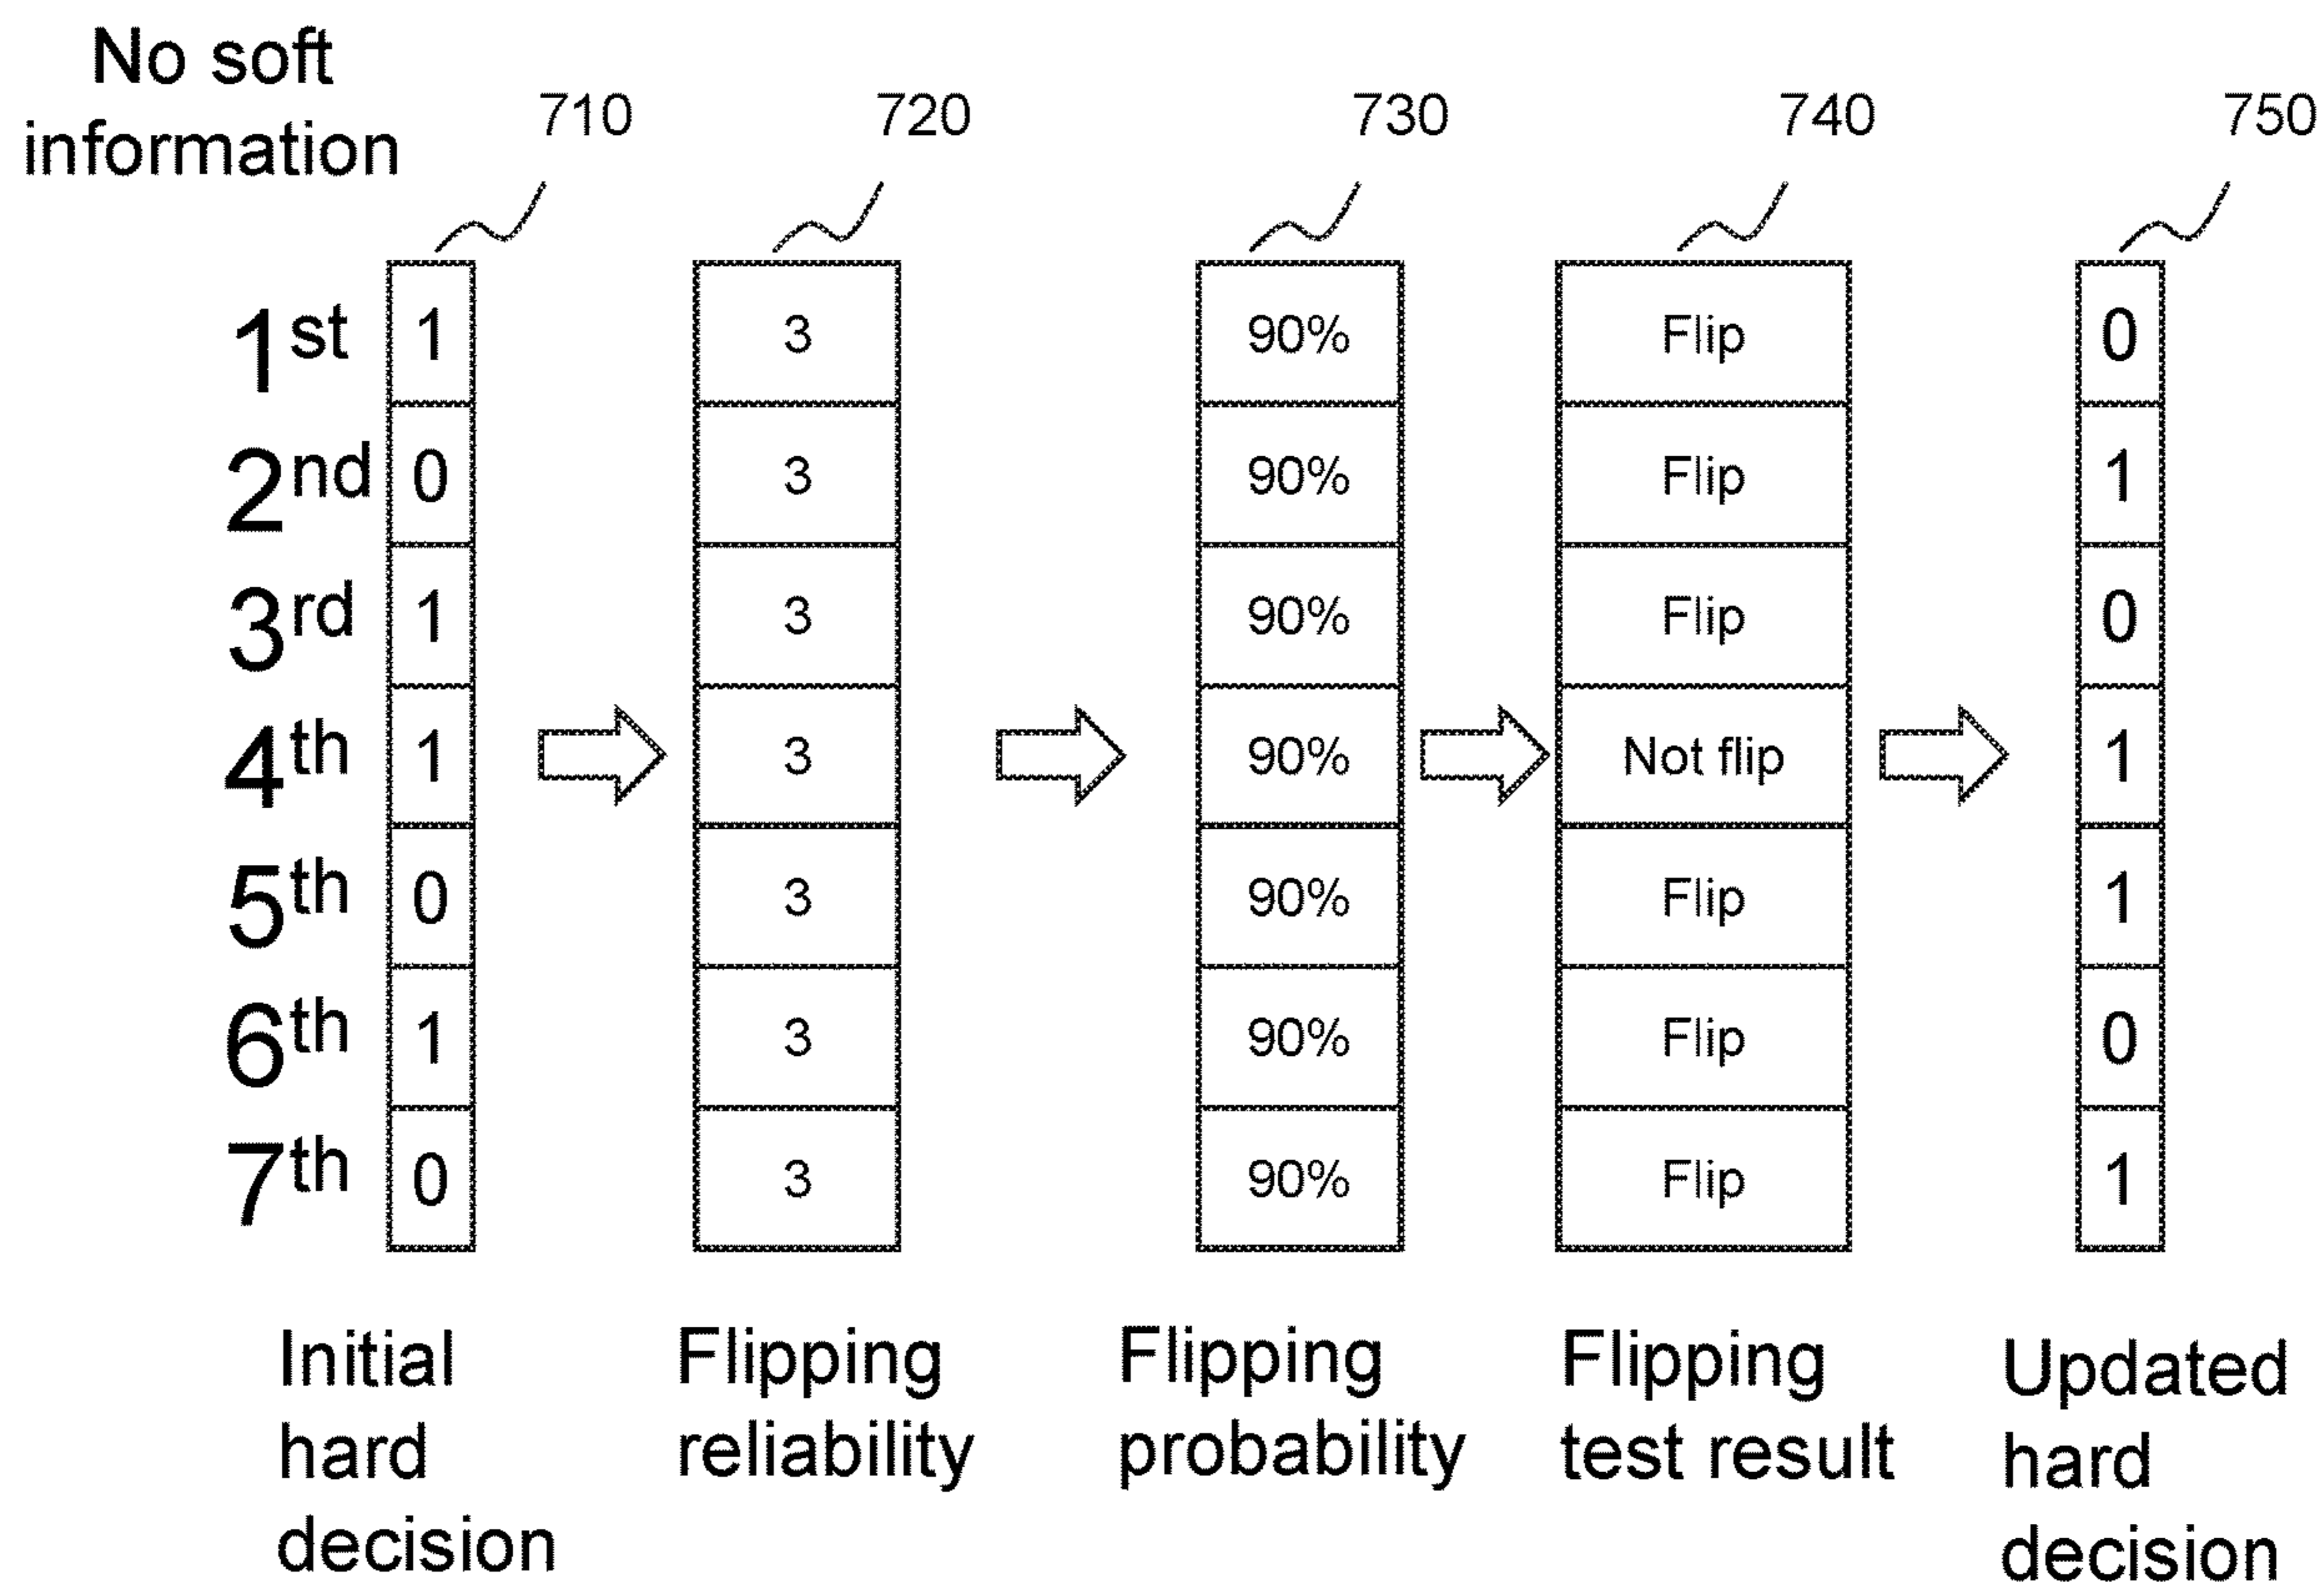 No soft
information
710 720 730 740 750
1st 1 3 90% Flip 0
2nd 0 3 90% Flip 1
3rd 1 3 90% Flip 0
4th 1 3 90% Not flip 1
5th 0 3 90% Flip 1
6th 1 3 90% Flip 0
7th 0 3 90% Flip 1
Initial
hard
decision
Flipping
reliability
Flipping
probability
Flipping
test result
Updated
hard
decision